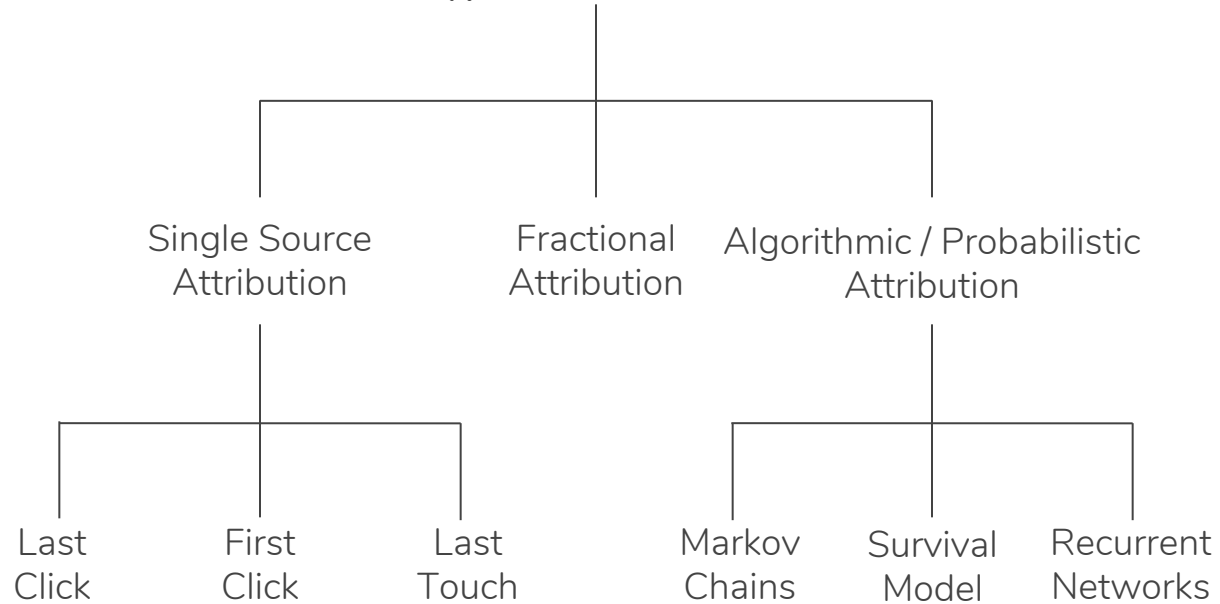 Single Source
Attribution
Fractional
Attribution
Algorithmic / Probabilistic
Attribution
Last
Click
First
Click
Last
Touch
Markov
Chains
Survival
Model
Recurrent
Networks